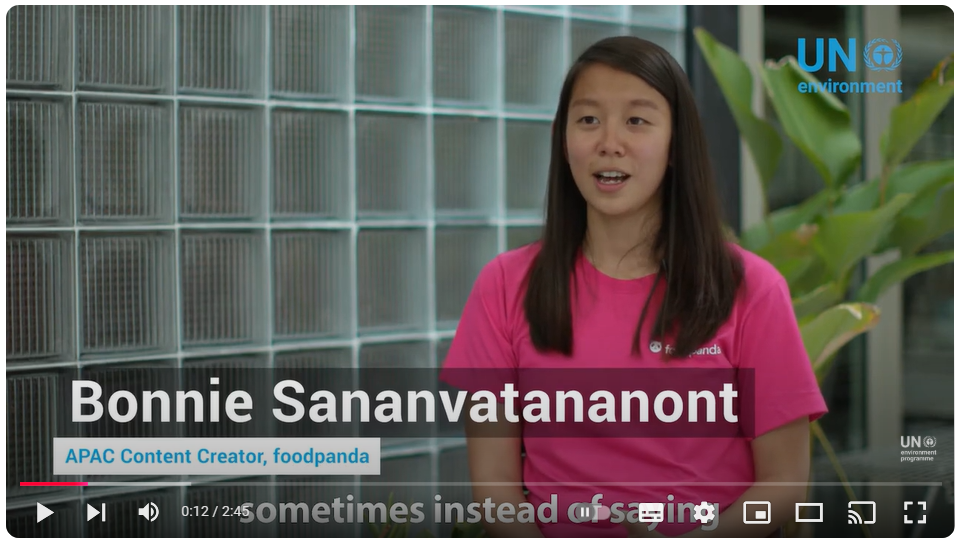 UN
environment
foodpanda
Bonnie Sananvatananont
APAC Content Creator, foodpanda
UN
environment
programme
sometimes instead of saying
0:12 / 2:45